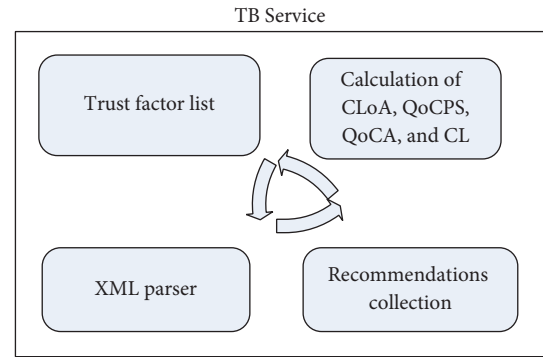 TB Service
Trust factor list
Calculation of
CLoA, QoCPS,
QoCA, and CL
XML parser
Recommendations
collection